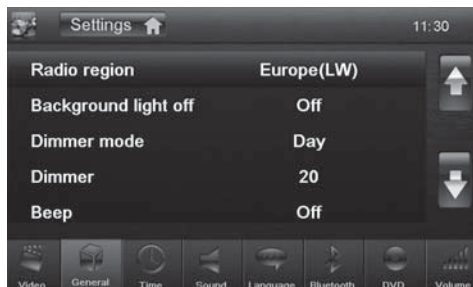 Settings 11:30
Radio region Europe(LW)
Background light off Off
Dimmer mode Day
Dimmer 20
Beep Off
Video General Time Sound Language Bluetooth DVD Volume